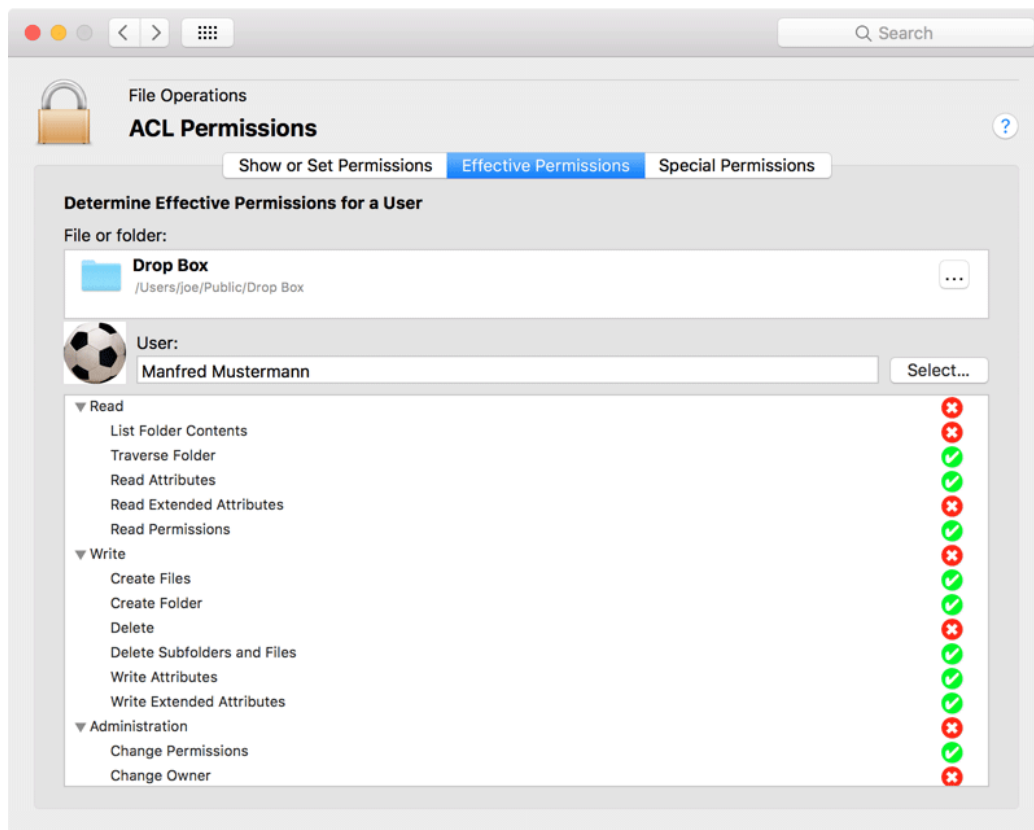 Search
File Operations
ACL Permissions
?
Show or Set Permissions Effective Permissions Special Permissions
Determine Effective Permissions for a User
File or folder:
Drop Box
...
/Users/joe/Public/Drop Box
User:
Manfred Mustermann Select...
Read
List Folder Contents
Traverse Folder
Read Attributes
Read Extended Attributes
Read Permissions
Write
Create Files
Create Folder
Delete
Delete Subfolders and Files
Write Attributes
Write Extended Attributes
Administration
Change Permissions
Change Owner